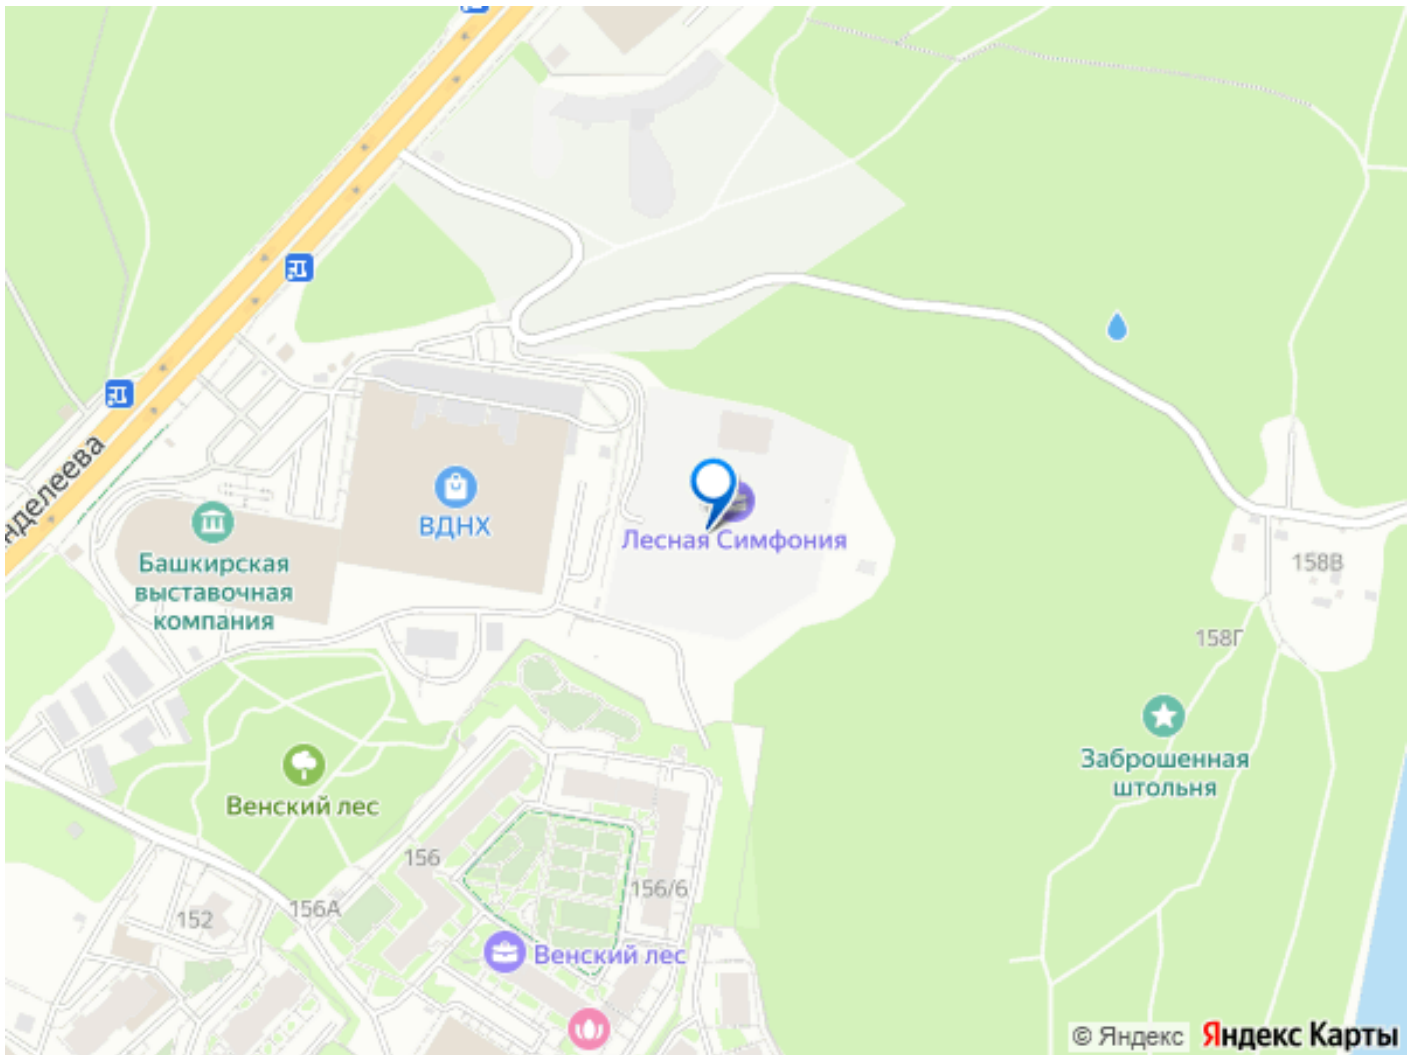 нделеева
ВДНХ
Башкирская
выставочная
компания
Лесная Симфония
158В
158Г
Заброшенная
штольня
Венский лес
156
156/6
156А
152
Венский лес
© Яндекс
Яндекс Карты